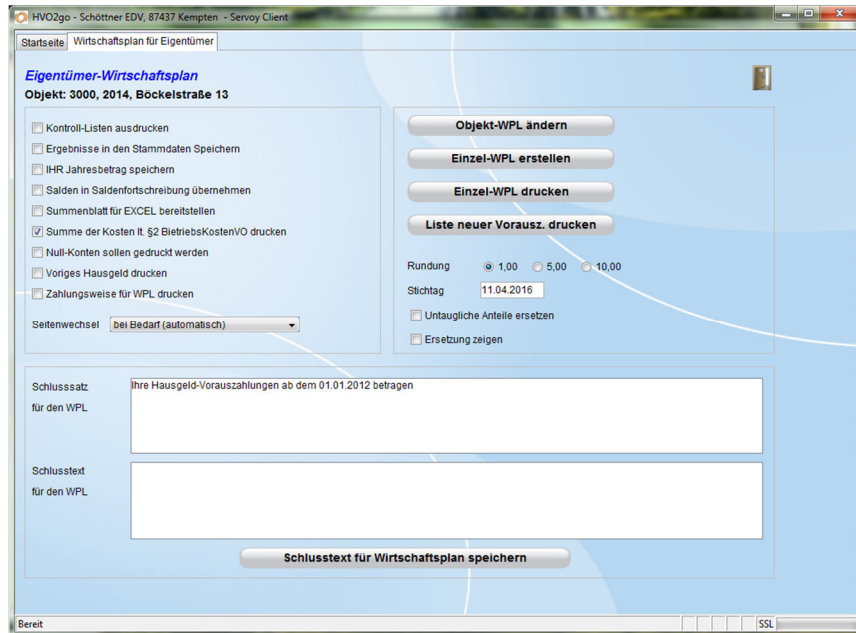 HVO2go - Schöttner EDV, 87437 Kempten - Servoy Client
Startseite Wirtschaftsplan für Eigentümer
Eigentümer-Wirtschaftsplan
Objekt: 3000, 2014, Böckelstraße 13
Kontroll-Listen ausdrucken
Ergebnisse in den Stammdaten Speichern
IHR Jahresbetrag speichern
Salden in Saldenfortschreibung übernehmen
Summenblatt für EXCEL bereitstellen
Summe der Kosten lt. §2 BietriebsKostenVO drucken
Null-Konten sollen gedruckt werden
Voriges Hausgeld drucken
Zahlungsweise für WPL drucken
Seitenwechsel bei Bedarf (automatisch)
Objekt-WPL ändern
Einzel-WPL erstellen
Einzel-WPL drucken
Liste neuer Vorausz. drucken
Rundung 1,00 5,00 10,00
Stichtag 11.04.2016
Untaugliche Anteile ersetzen
Ersetzung zeigen
Schlusssatz
für den WPL
Ihre Hausgeld-Vorauszahlungen ab dem 01.01.2012 betragen
Schlusstext
für den WPL
Schlusstext für Wirtschaftsplan speichern
Bereit SSL